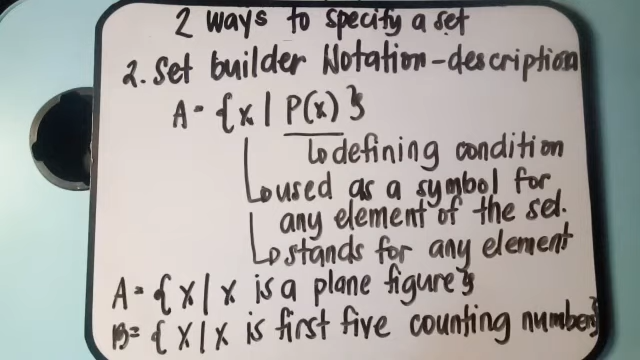 2 ways to specify a set
2. Set builder Notation-description
A = {x | P(x)}
defining condition
used as a symbol for
any element of the set.
stands for any element
A = {x | x is a plane figure}
B = {x | x is first five counting number}